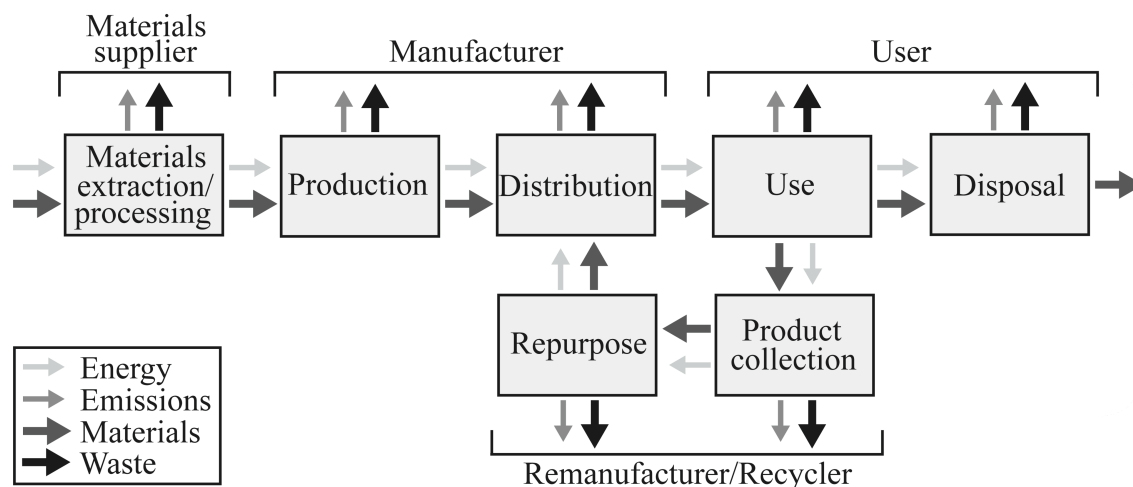 Materials
supplier
Manufacturer
User
Materials
extraction/
processing
Production
Distribution
Use
Disposal
Repurpose
Product
collection
Energy
Emissions
Materials
Waste
Remanufacturer/Recycler